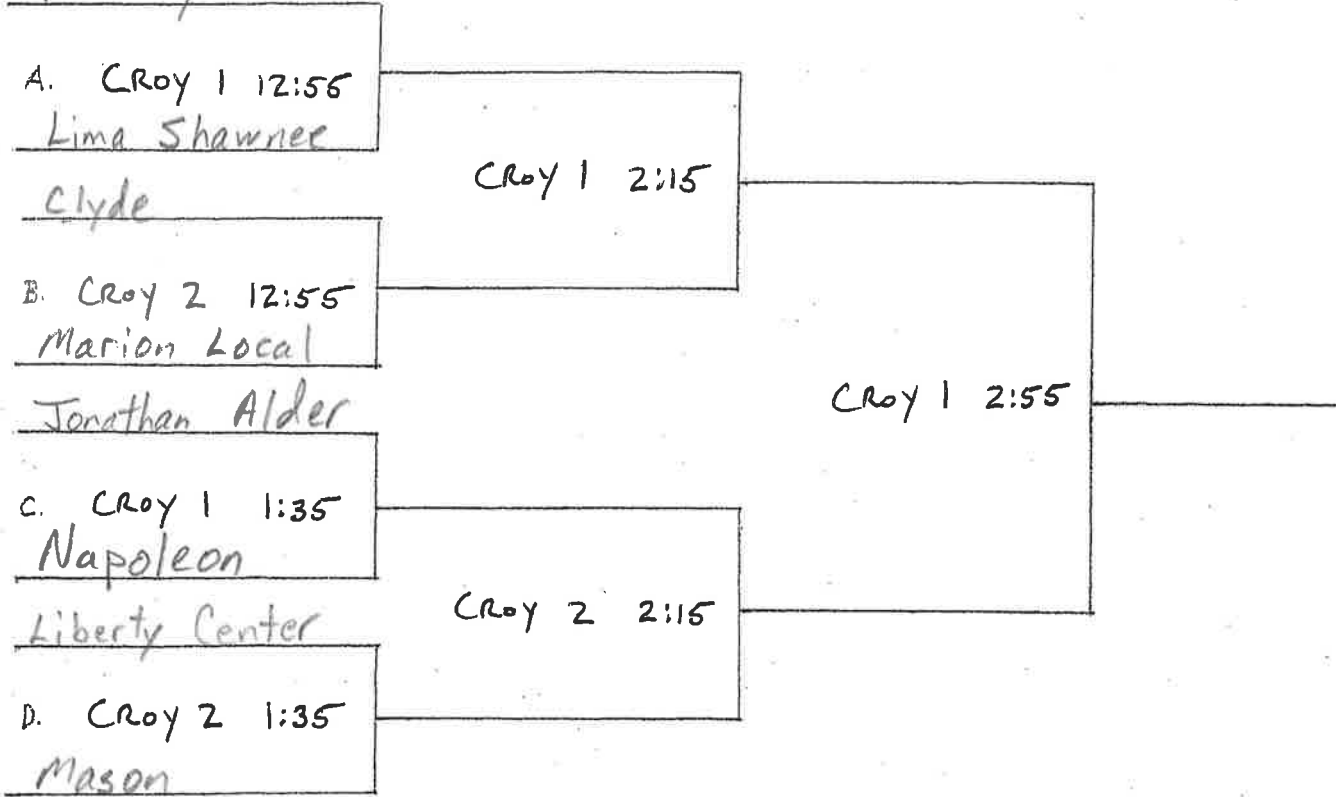 A. CROY 1 12:55
Lima Shawnee
CROY 1 2:15
Clyde
B. CROY 2 12:55
Marion Local
Jonathan Alder
CROY 1 2:55
C. CROY 1 1:35
Napoleon
Liberty Center
CROY 2 2:15
D. CROY 2 1:35
Mason